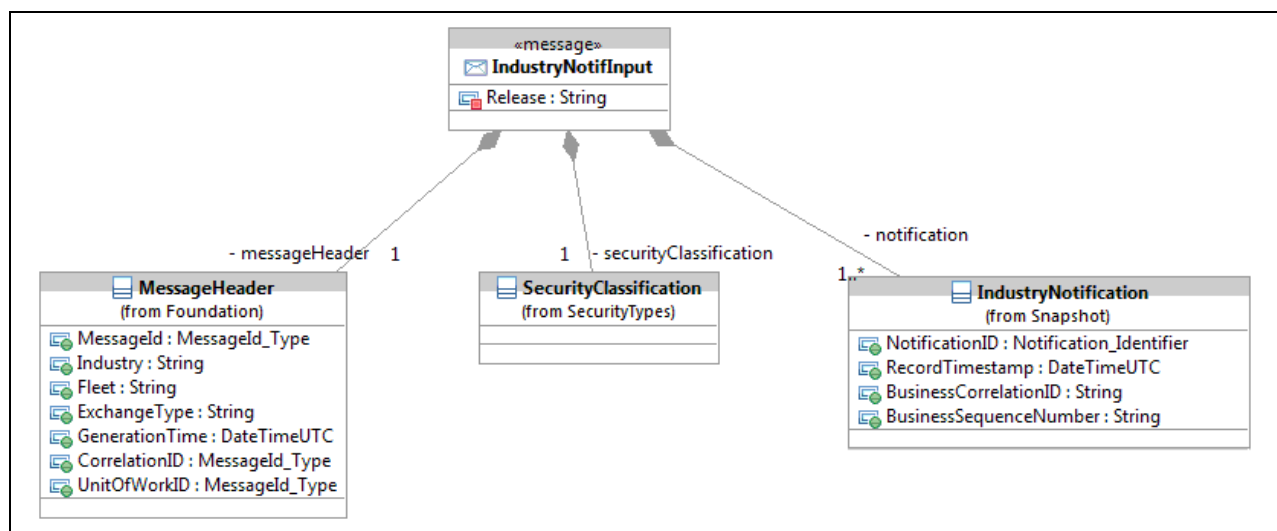 «message»
IndustryNotifInput
Release : String
- messageHeader 1
1 - securityClassification
- notification
1..*
MessageHeader
(from Foundation)
MessageId : MessageId_Type
Industry : String
Fleet : String
ExchangeType : String
GenerationTime : DateTimeUTC
CorrelationID : MessageId_Type
UnitOfWorkID : MessageId_Type
SecurityClassification
(from SecurityTypes)
IndustryNotification
(from Snapshot)
NotificationID : Notification_Identifier
RecordTimestamp : DateTimeUTC
BusinessCorrelationID : String
BusinessSequenceNumber : String